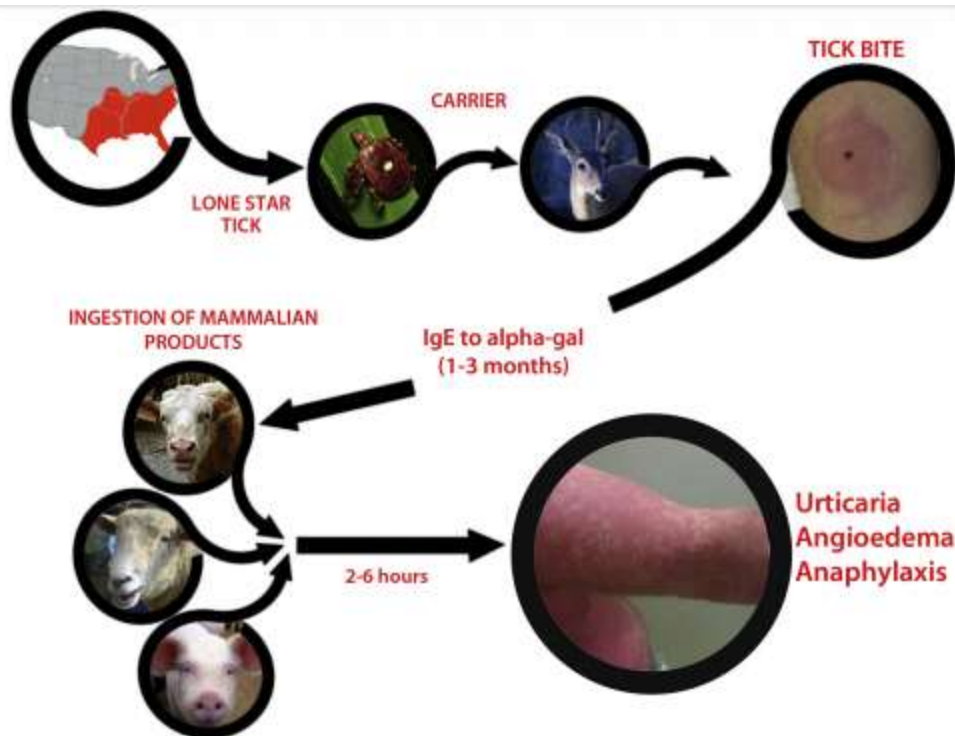 TICK BITE
CARRIER
LONE STAR
TICK
INGESTION OF MAMMALIAN
PRODUCTS
IgE to alpha-gal
(1-3 months)
2-6 hours
Urticaria
Angioedema
Anaphylaxis